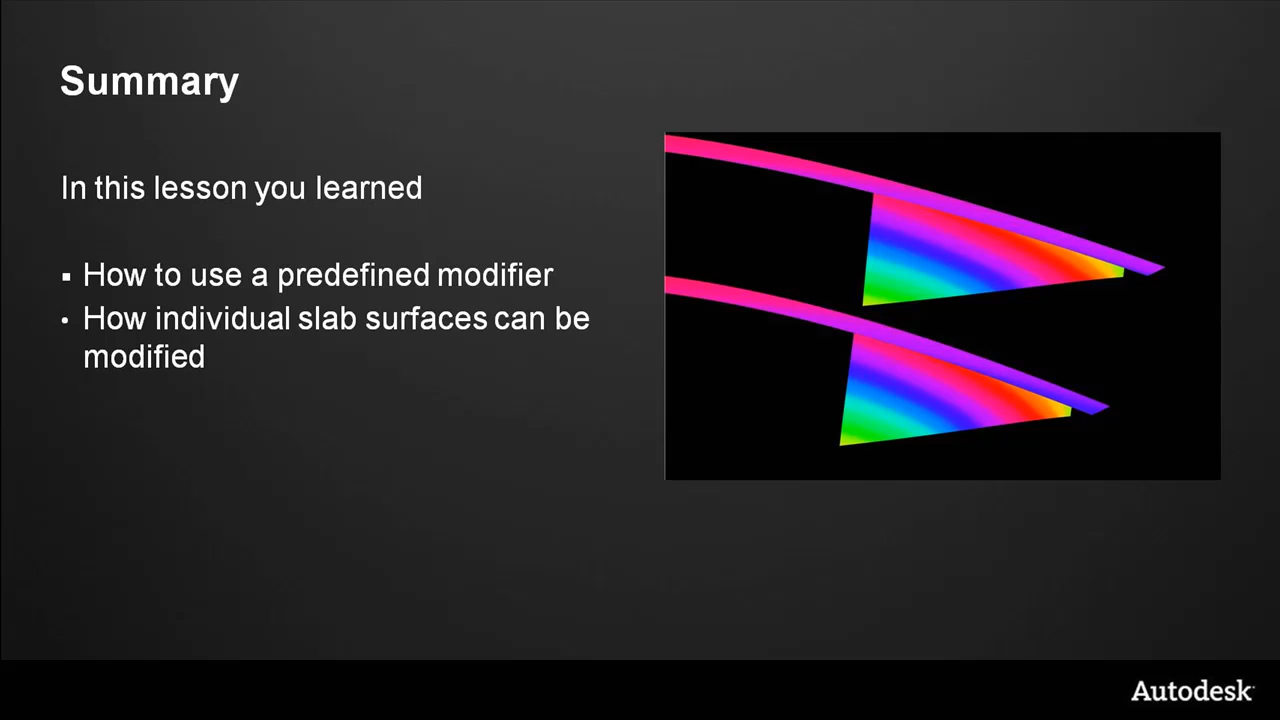 Summary
In this lesson you learned
▪ How to use a predefined modifier
• How individual slab surfaces can be
modified
Autodesk